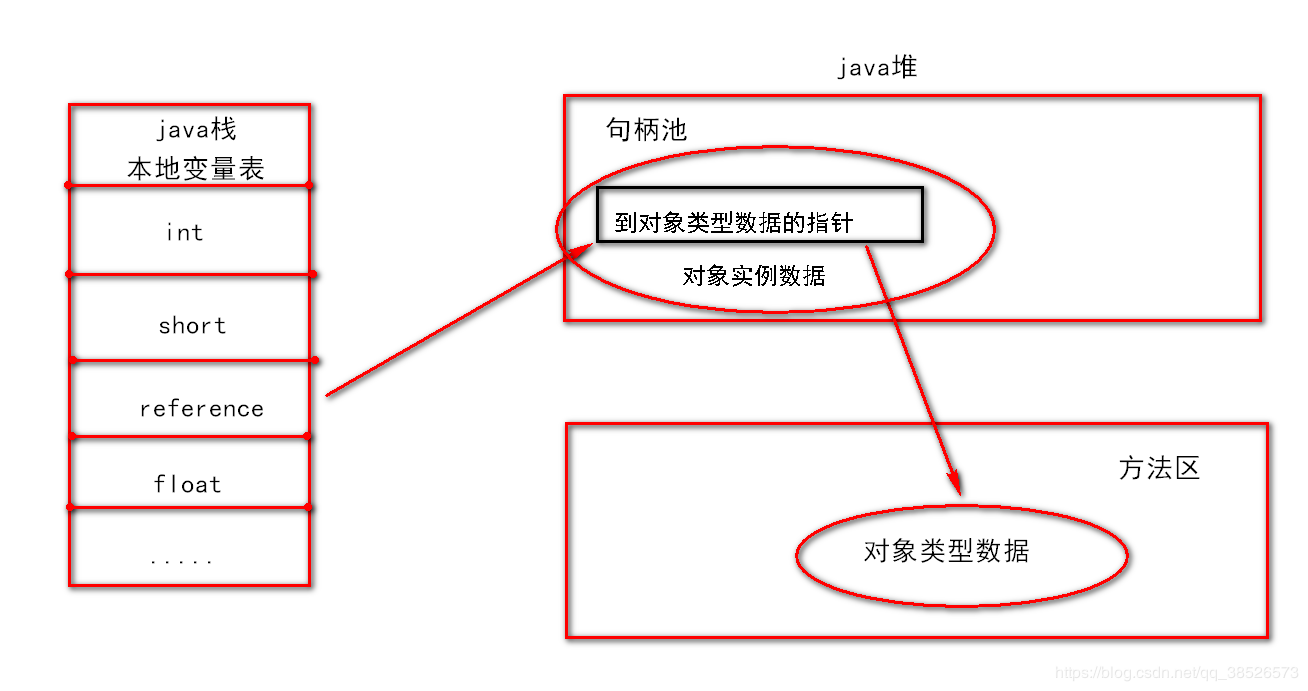 java栈
本地变量表
int
short
reference
float
.....
java堆
句柄池
到对象类型数据的指针
对象实例数据
方法区
对象类型数据
https://blog.csdn.net/qq_38526573